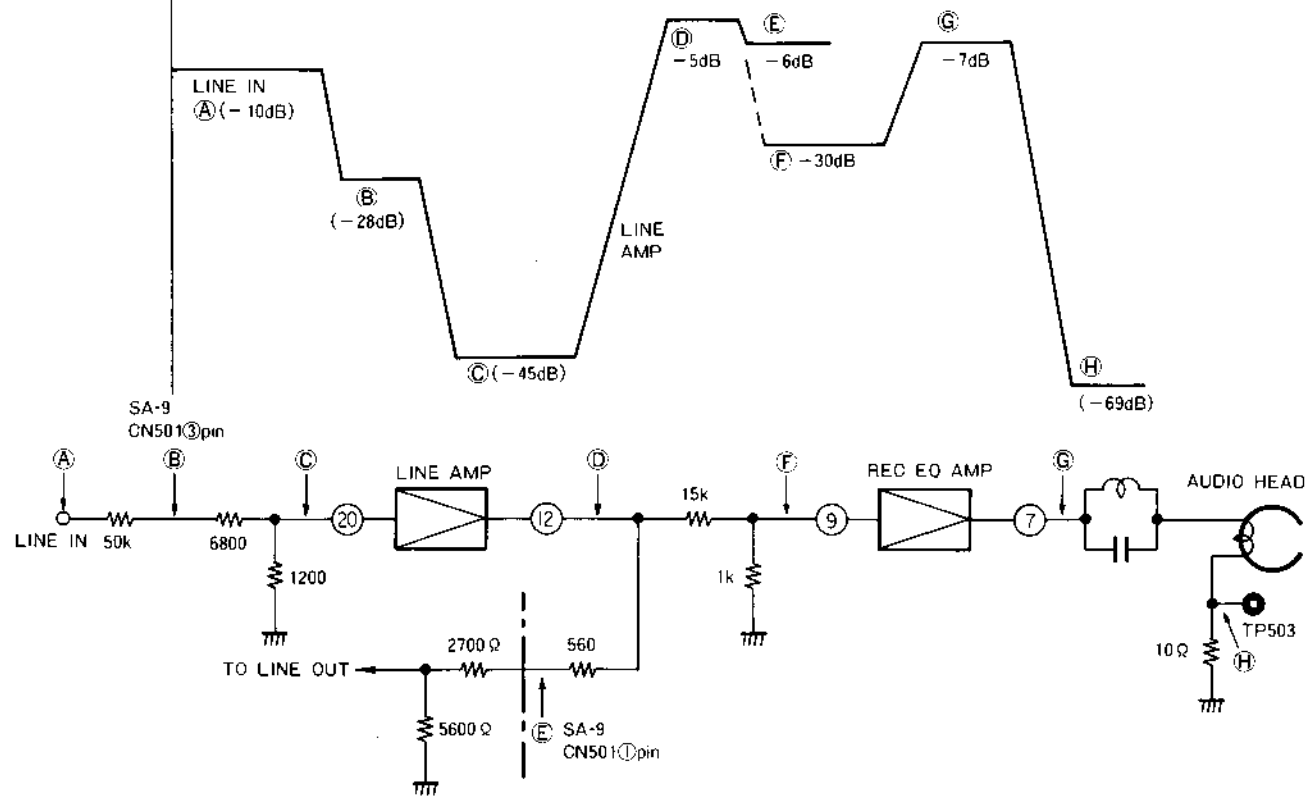 Ⓓ
−5dB
Ⓔ
−6dB
Ⓖ
−7dB
LINE IN
Ⓐ(−10dB)
Ⓕ −30dB
Ⓑ
(−28dB)
LINE
AMP
Ⓒ(−45dB)
Ⓗ
(−69dB)
SA-9
CN501③pin
Ⓐ
Ⓑ
Ⓒ
LINE AMP
Ⓓ
Ⓕ
REC EQ AMP
Ⓖ
AUDIO HEAD
15k
LINE IN
50k
6800
⑳
⑫
⑨
⑦
1200
1k
TP503
10Ω
Ⓗ
TO LINE OUT
2700Ω
560
5600Ω
Ⓔ SA-9
CN501①pin